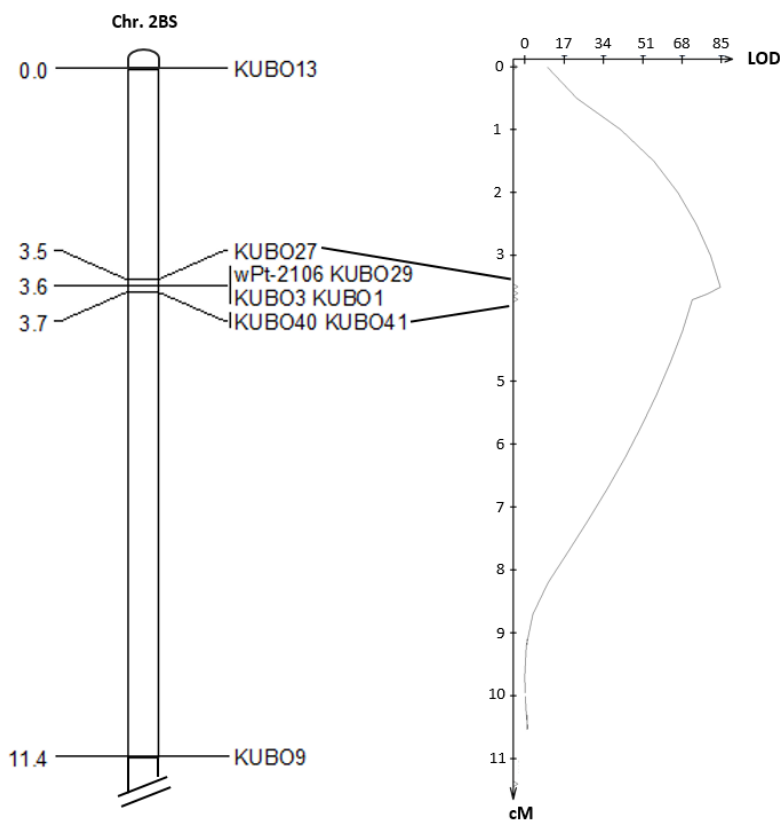 Chr. 2BS
0.0 KUBO13
3.5 KUBO27
wPt-2106 KUBO29
3.6
KUBO3 KUBO1
3.7 KUBO40 KUBO41
11.4 KUBO9
0 17 34 51 68 85 LOD
0
1
2
3
5
6
7
8
9
10
11
cM